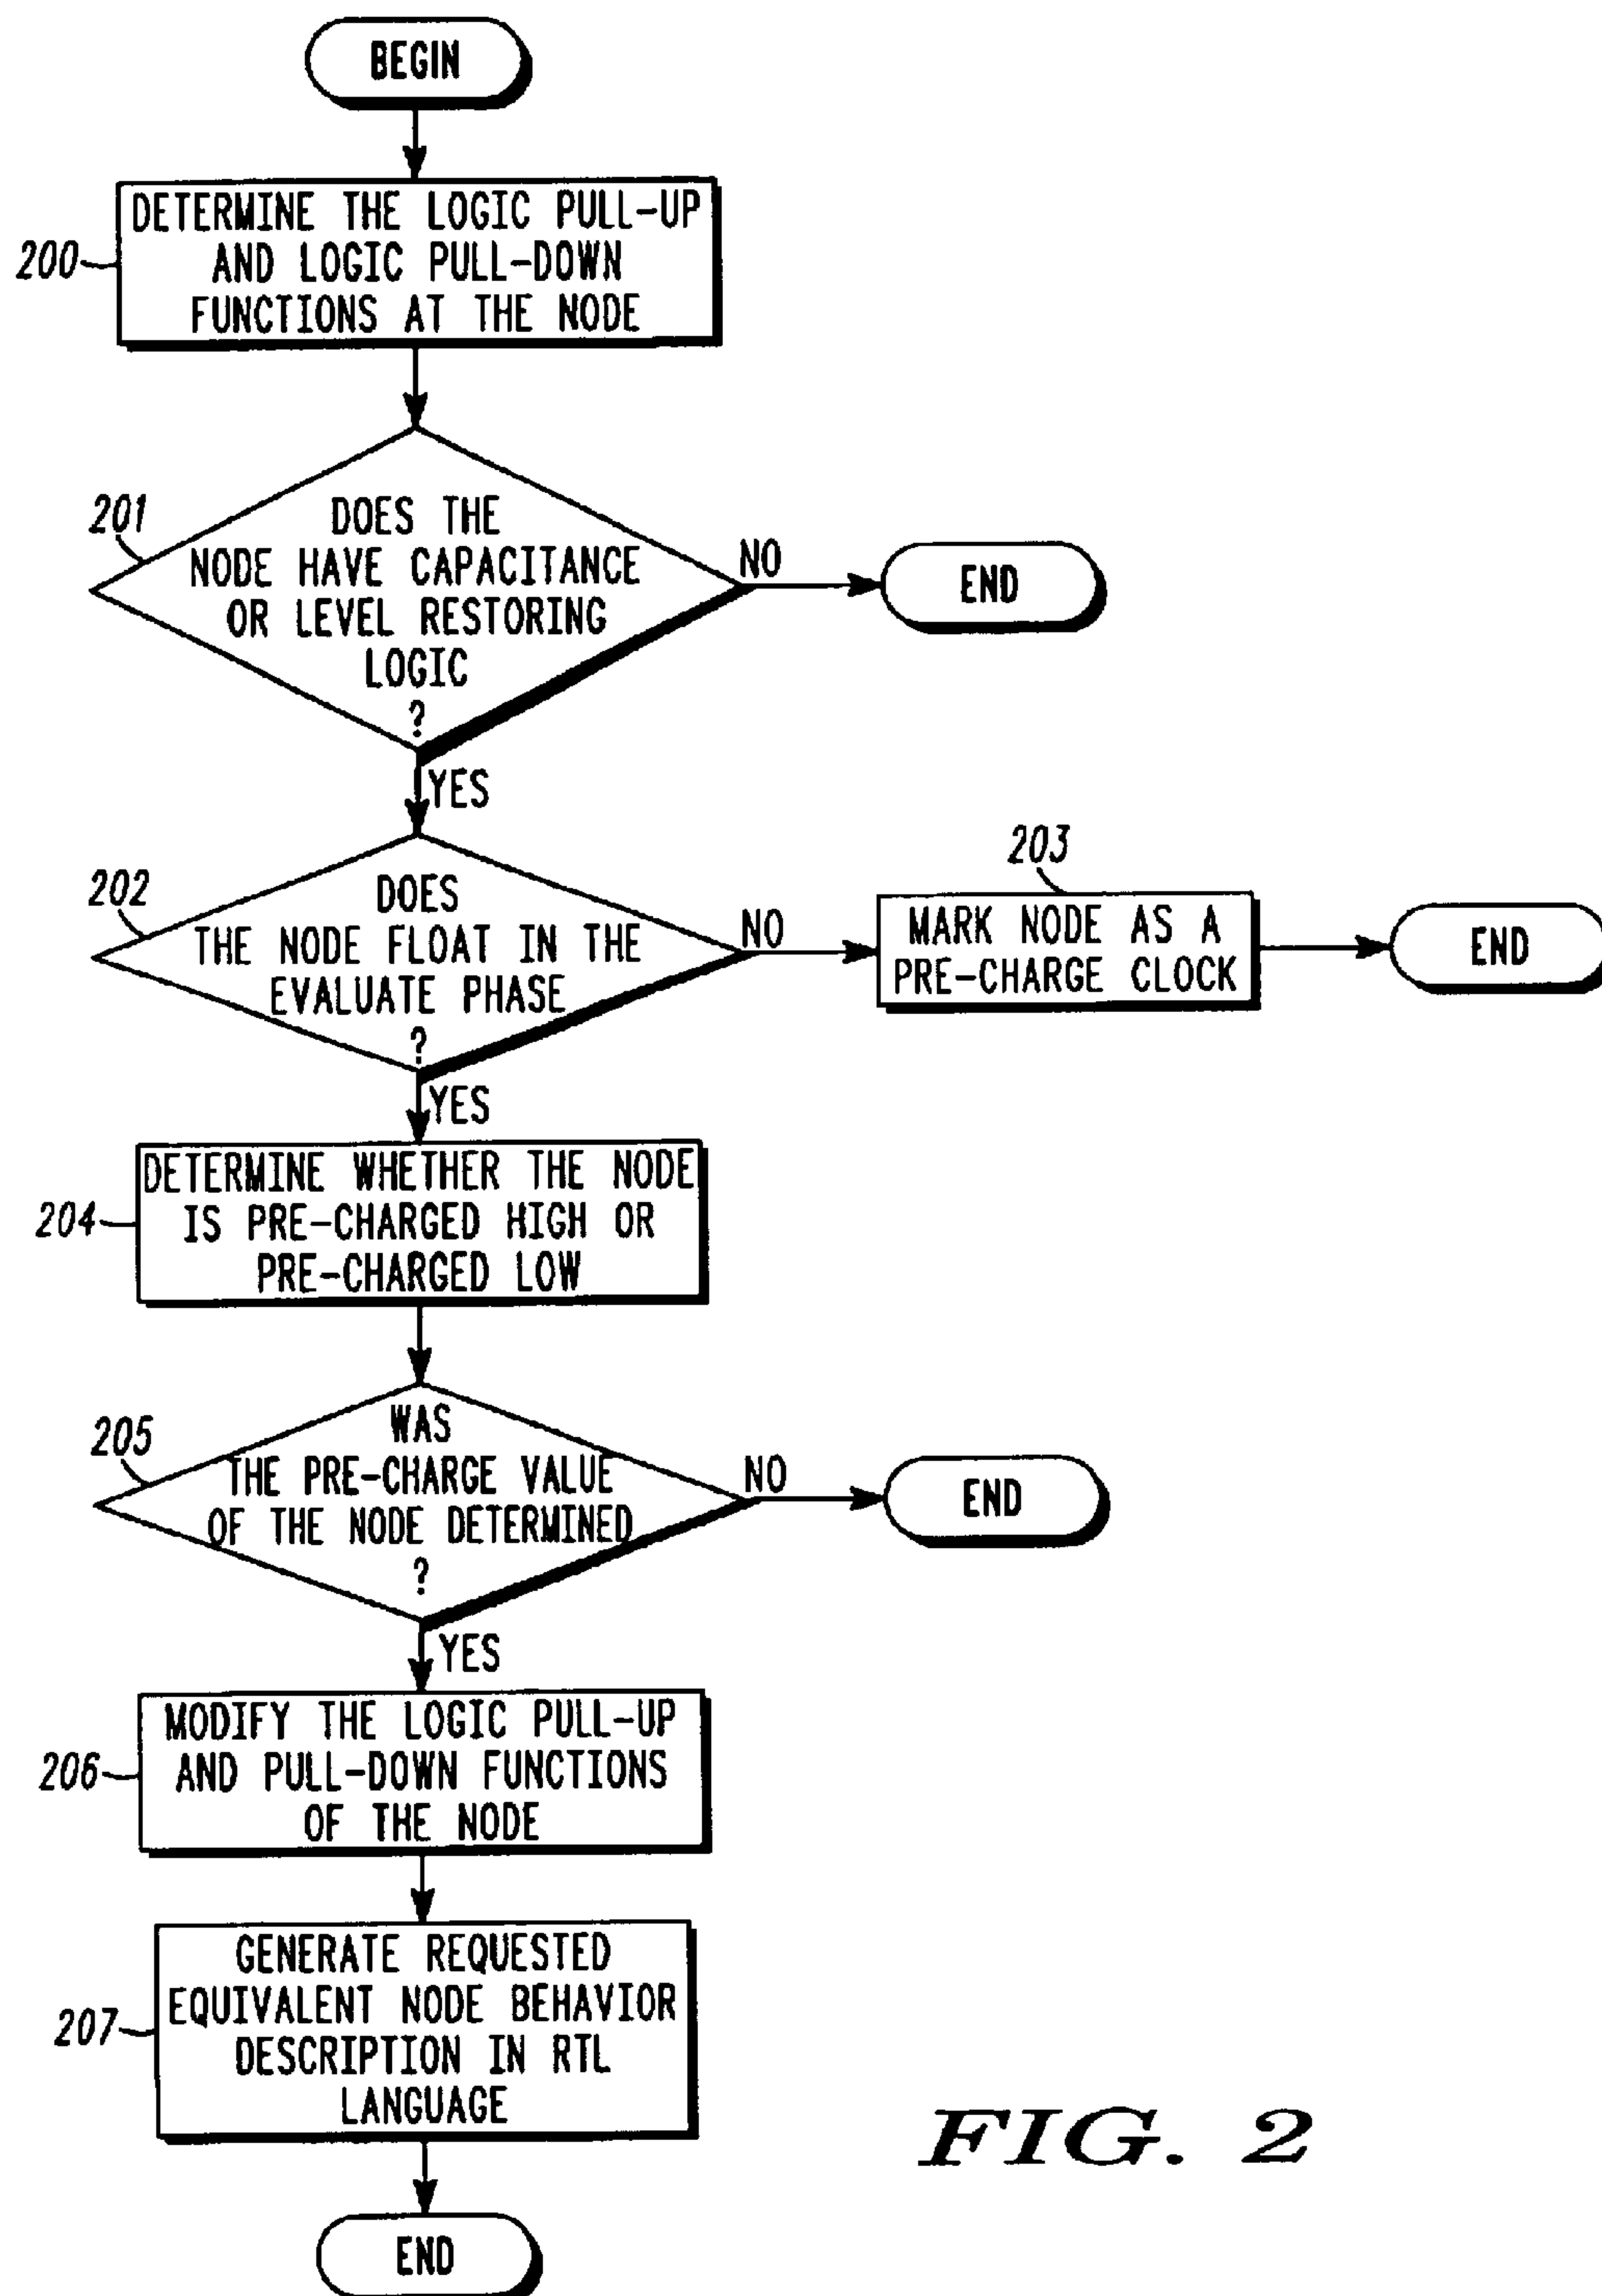 BEGIN
200
DETERMINE THE LOGIC PULL-UP
AND LOGIC PULL-DOWN
FUNCTIONS AT THE NODE
201
DOES THE
NODE HAVE CAPACITANCE
OR LEVEL RESTORING
LOGIC
?
NO
END
YES
202
DOES
THE NODE FLOAT IN THE
EVALUATE PHASE
?
NO
203
MARK NODE AS A
PRE-CHARGE CLOCK
END
YES
204
DETERMINE WHETHER THE NODE
IS PRE-CHARGED HIGH OR
PRE-CHARGED LOW
205
WAS
THE PRE-CHARGE VALUE
OF THE NODE DETERMINED
?
NO
END
YES
206
MODIFY THE LOGIC PULL-UP
AND PULL-DOWN FUNCTIONS
OF THE NODE
207
GENERATE REQUESTED
EQUIVALENT NODE BEHAVIOR
DESCRIPTION IN RTL
LANGUAGE
END
FIG. 2